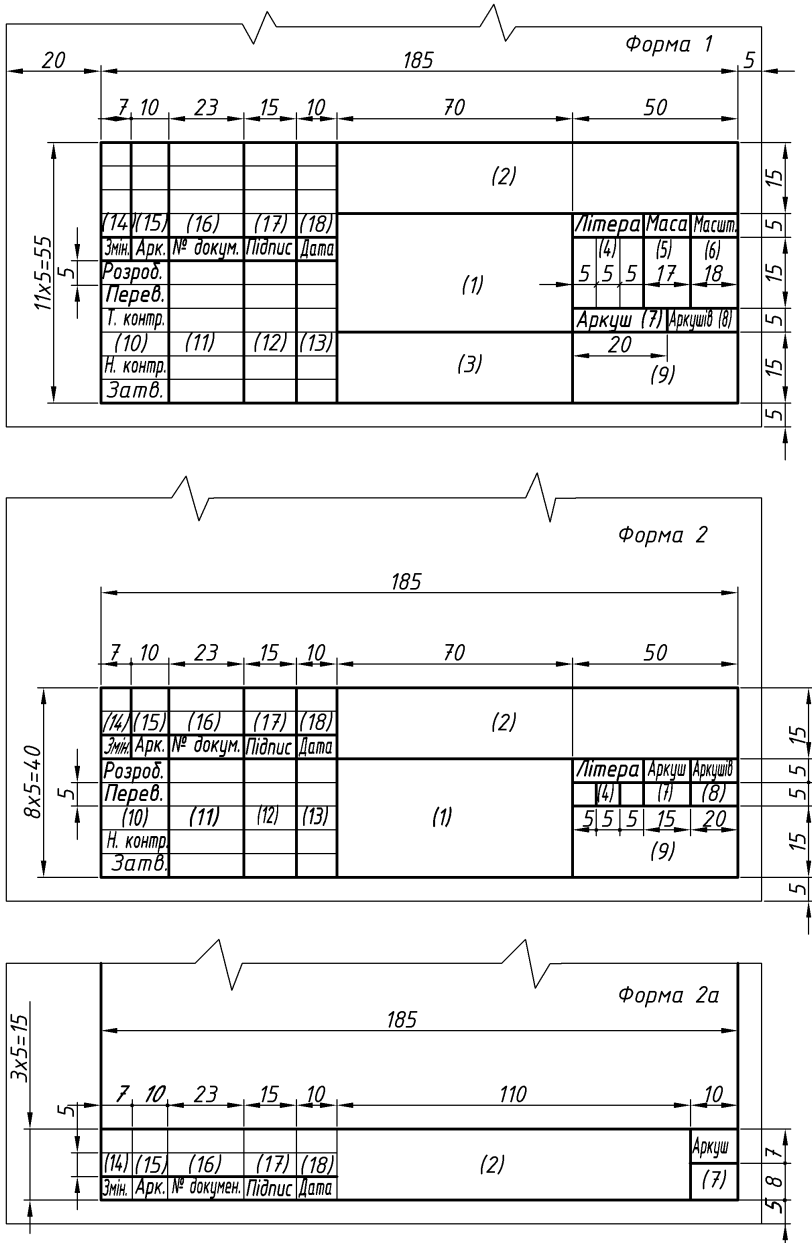 Форма 1
20 185 5
7 10 23 15 10 70 50
(2) 15
(14) (15) (16) (17) (18) Літера Маса Масшт. 5
Змін. Арк. № докум. Підпис Дата (4) (5) (6)
11x5=55 5 Розроб. (1) 5 5 5 17 18 15
Перев.
Т. контр. Аркуш (7) Аркушів (8) 5
(10) (11) (12) (13) 20
Н. контр. (3) (9) 15
Затв.
5
Форма 2
185
7 10 23 15 10 70 50
(14) (15) (16) (17) (18) (2) 15
Змін. Арк. № докум. Підпис Дата
Розроб. Літера Аркуш Аркушів 5
8x5=40 5 Перев. (4) (7) (8) 5
(10) (11) (12) (13) (1) 5 5 5 15 20
Н. контр. (9) 15
Затв.
5
Форма 2а
185
3x5=15
5 7 10 23 15 10 110 10
Аркуш 7
(14) (15) (16) (17) (18) (2) (7) 8
Змін. Арк. № докумен. Підпис Дата
5